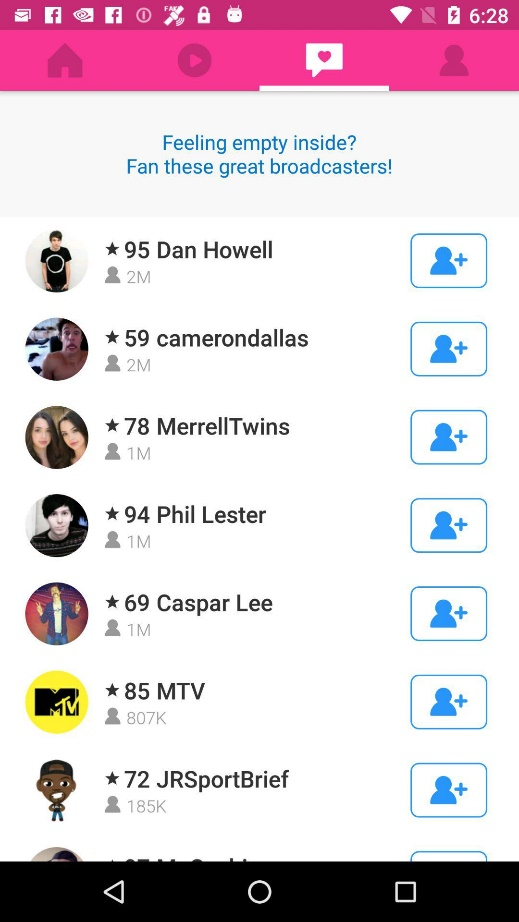 6:28
Feeling empty inside?
Fan these great broadcasters!
★ 95 Dan Howell
2M
★ 59 camerondallas
2M
★ 78 MerrellTwins
1M
★ 94 Phil Lester
1M
★ 69 Caspar Lee
1M
MTV
★ 85 MTV
807K
★ 72 JRSportBrief
185K